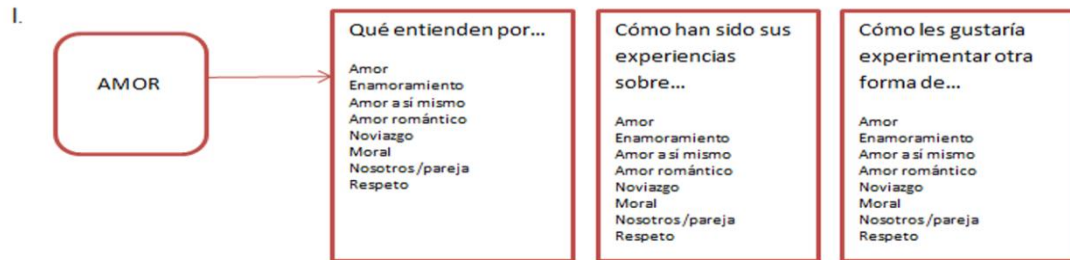 I.
AMOR
Qué entienden por...
Amor
Enamoramiento
Amor a sí mismo
Amor romántico
Noviazgo
Moral
Nosotros/pareja
Respeto
Cómo han sido sus
experiencias
sobre...
Amor
Enamoramiento
Amor a sí mismo
Amor romántico
Noviazgo
Moral
Nosotros/pareja
Respeto
Cómo les gustaría
experimentar otra
forma de...
Amor
Enamoramiento
Amor a sí mismo
Amor romántico
Noviazgo
Moral
Nosotros/pareja
Respeto